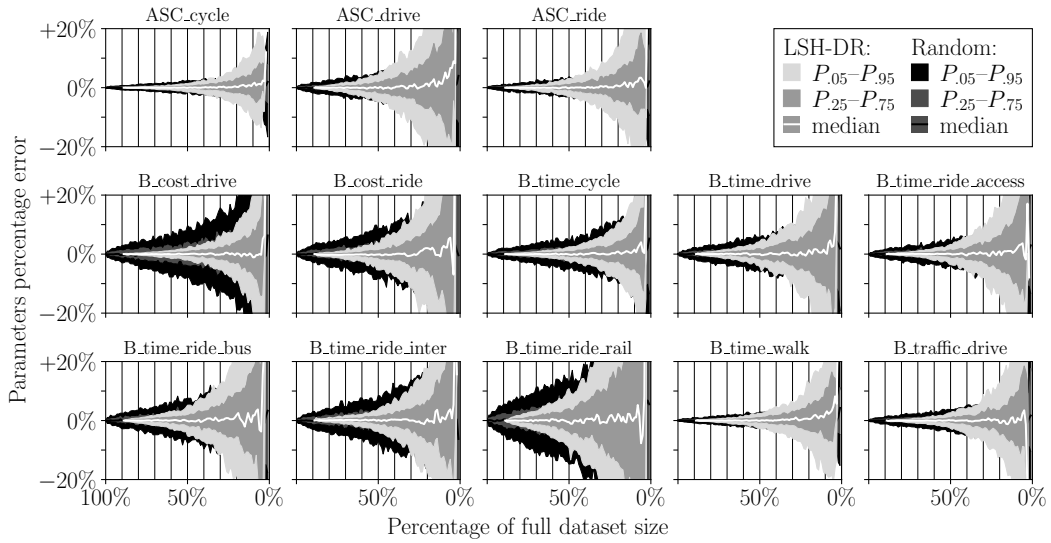 ASC_cycle ASC_drive ASC_ride
+20%
0%
−20%
LSH-DR: Random:
P.05–P.95 P.05–P.95
P.25–P.75 P.25–P.75
median median
Parameters percentage error
B_cost_drive B_cost_ride B_time_cycle B_time_drive B_time_ride_access
+20%
0%
−20%
B_time_ride_bus B_time_ride_inter B_time_ride_rail B_time_walk B_traffic_drive
+20%
0%
−20%
100% 50% 0% 50% 0% 50% 0% 50% 0% 50% 0%
Percentage of full dataset size